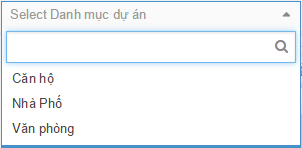 Select Danh mục dự án
Căn hộ
Nhà Phố
Văn phòng